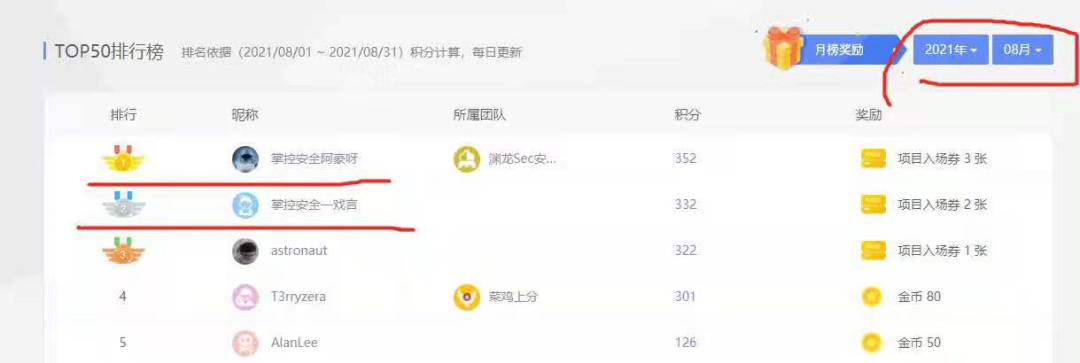 TOP50排行榜 排名依据（2021/08/01 ~ 2021/08/31）积分计算，每日更新 月榜奖励 2021年 08月
排行 昵称 所属团队 积分 奖励
1 掌控安全阿豪呀 渊龙Sec安... 352 项目入场券 3 张
2 掌控安全—戏言 332 项目入场券 2 张
3 astronaut 322 项目入场券 1 张
4 T3rryzera 菜鸡上分 301 金币 80
5 AlanLee 126 金币 50